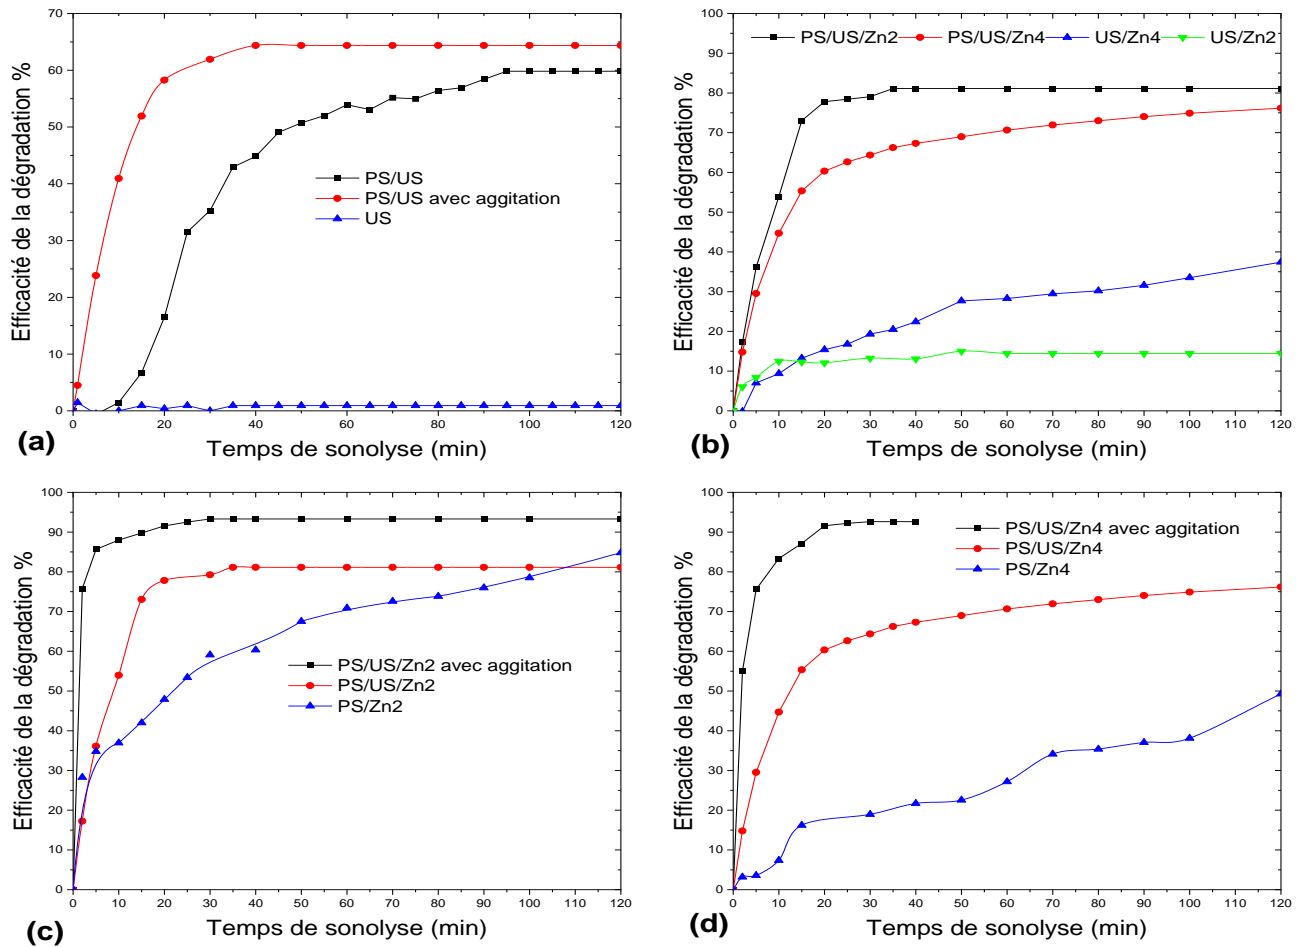 70
60
50
40
30
20
10
0
Efficacité de la dégradation %
PS/US
PS/US avec aggitation
US
0 10 20 30 40 50 60 70 80 90 100 110 120
Temps de sonolyse (min)
(a)
100
90
80
70
60
50
40
30
20
10
0
Efficacité de la dégradation %
PS/US/Zn2 PS/US/Zn4 US/Zn4 US/Zn2
0 10 20 30 40 50 60 70 80 90 100 110 120
Temps de sonolyse (min)
(b)
100
90
80
70
60
50
40
30
20
10
0
Efficacité de la dégradation %
PS/US/Zn2 avec aggitation
PS/US/Zn2
PS/Zn2
0 10 20 30 40 50 60 70 80 90 100 110 120
Temps de sonolyse (min)
(c)
100
90
80
70
60
50
40
30
20
10
0
Efficacité de la dégradation %
PS/US/Zn4 avec aggitation
PS/US/Zn4
PS/Zn4
0 10 20 30 40 50 60 70 80 90 100 110 120
Temps de sonolyse (min)
(d)